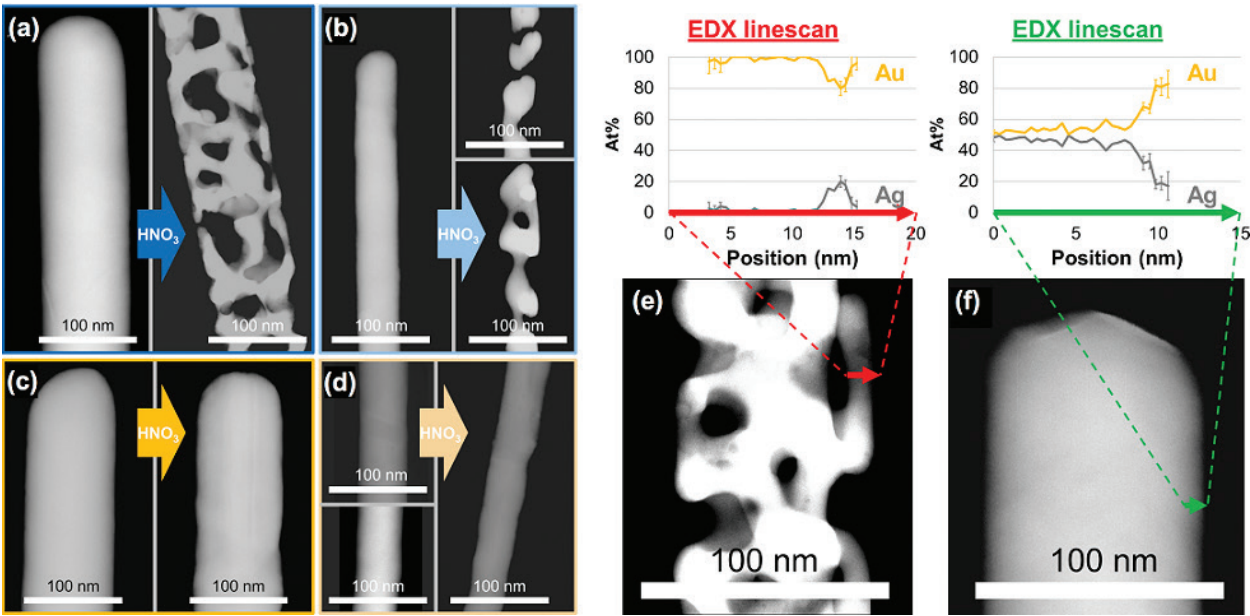 (a)
HNO₃
100 nm
100 nm
(b)
HNO₃
100 nm
100 nm
100 nm
(c)
HNO₃
100 nm
100 nm
(d)
HNO₃
100 nm
100 nm
100 nm
EDX linescan
At%
100
80
60
40
20
0
Au
Ag
0
5
10
15
20
Position (nm)
EDX linescan
At%
100
80
60
40
20
0
Au
Ag
0
5
10
15
Position (nm)
(e)
100 nm
(f)
100 nm